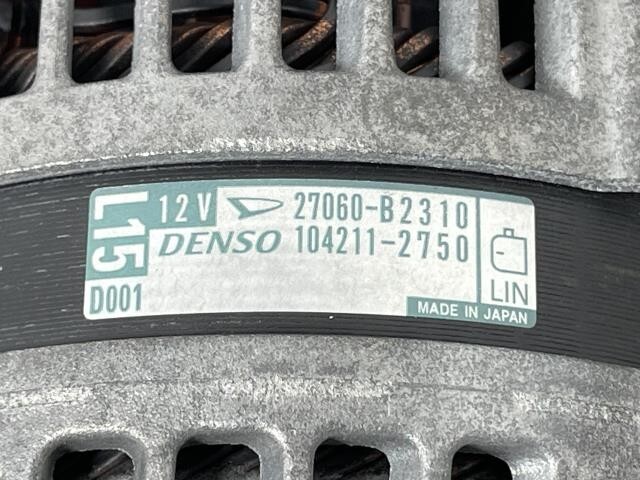 L15
12V 27060-B2310
DENSO 104211-2750
D001
LIN
MADE IN JAPAN